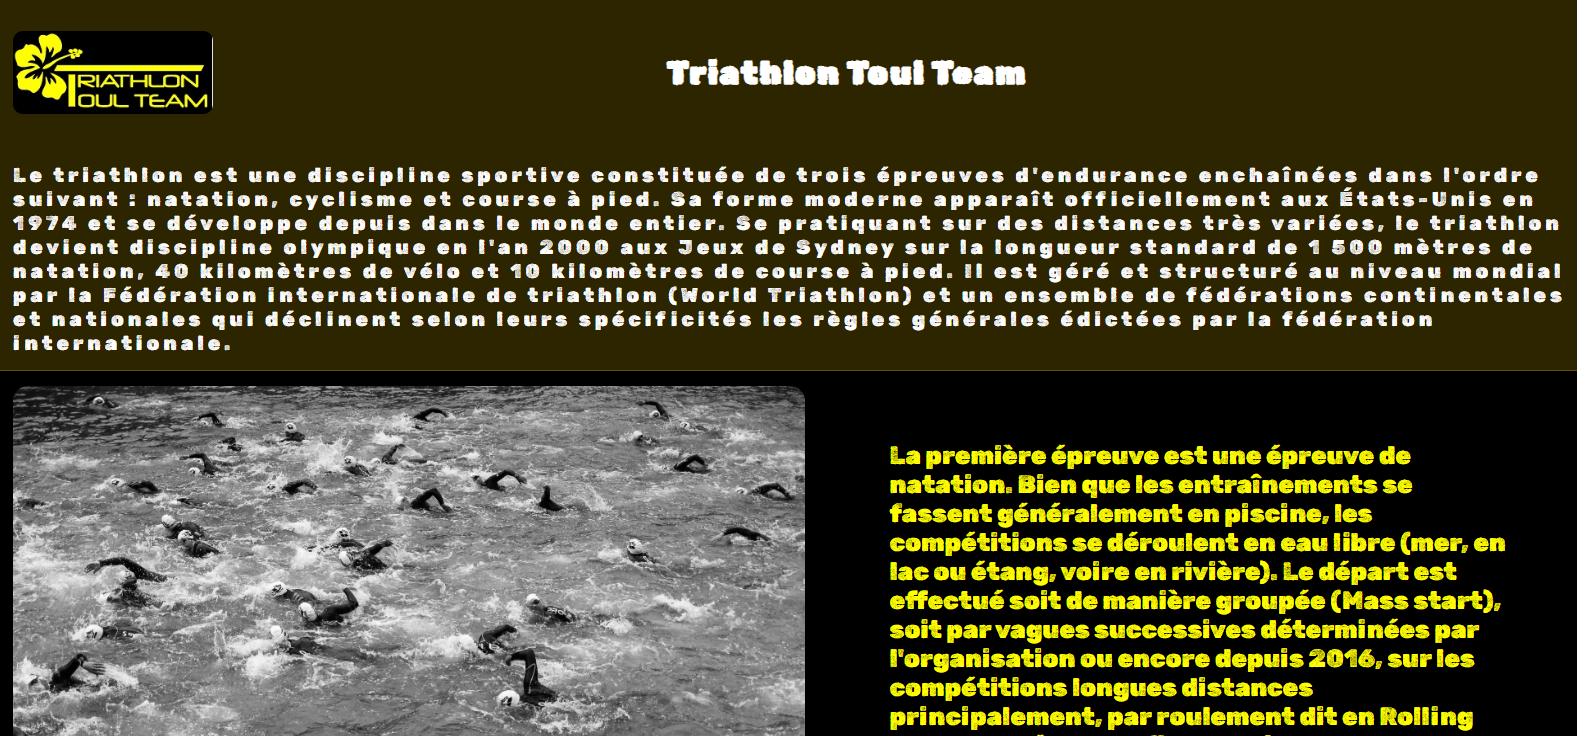 TRIATHLON
TOUL TEAM
Triathlon Toul Team
Le triathlon est une discipline sportive constituée de trois épreuves d'endurance enchaînées dans l'ordre
suivant : natation, cyclisme et course à pied. Sa forme moderne apparaît officiellement aux États-Unis en
1974 et se développe depuis dans le monde entier. Se pratiquant sur des distances très variées, le triathlon
devient discipline olympique en l'an 2000 aux Jeux de Sydney sur la longueur standard de 1 500 mètres de
natation, 40 kilomètres de vélo et 10 kilomètres de course à pied. Il est géré et structuré au niveau mondial
par la Fédération internationale de triathlon (World Triathlon) et un ensemble de fédérations continentales
et nationales qui déclinent selon leurs spécificités les règles générales édictées par la fédération
internationale.
La première épreuve est une épreuve de
natation. Bien que les entraînements se
fassent généralement en piscine, les
compétitions se déroulent en eau libre (mer, en
lac ou étang, voire en rivière). Le départ est
effectué soit de manière groupée (Mass start),
soit par vagues successives déterminées par
l'organisation ou encore depuis 2016, sur les
compétitions longues distances
principalement, par roulement dit en Rolling